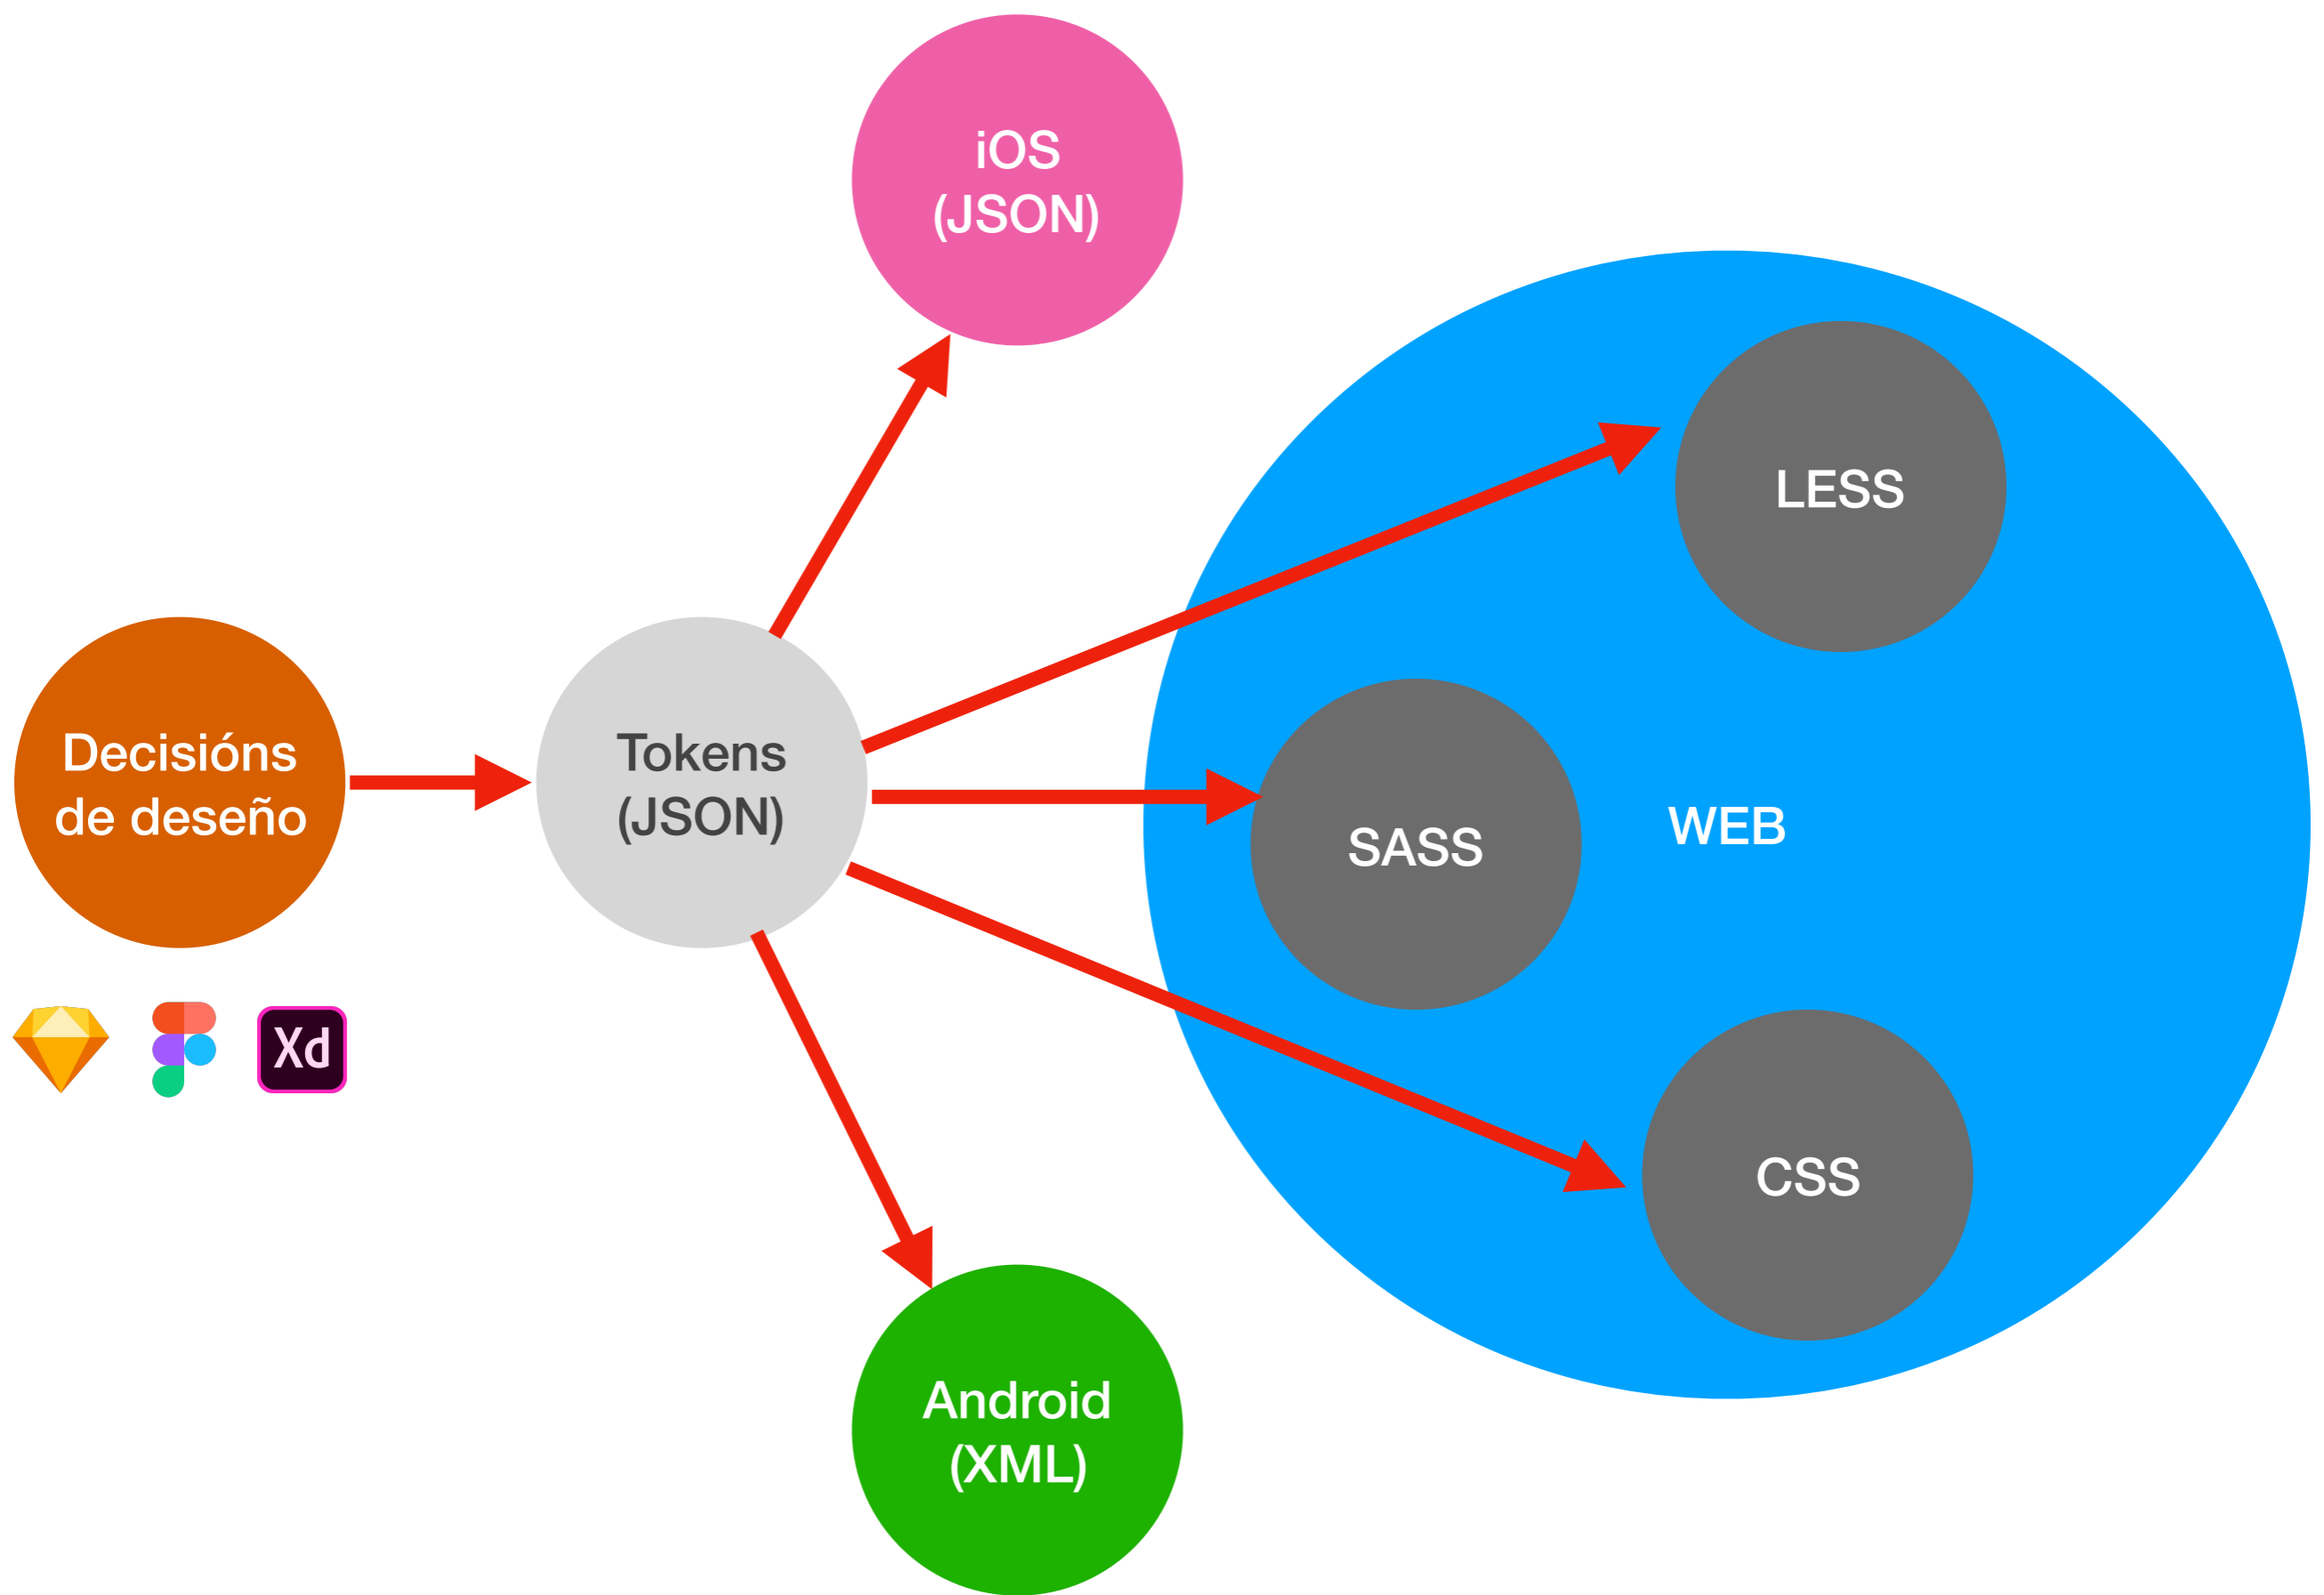 iOS
(JSON)
LESS
Decisións
de deseño
Tokens
(JSON)
SASS
WEB
Xd
CSS
Android
(XML)